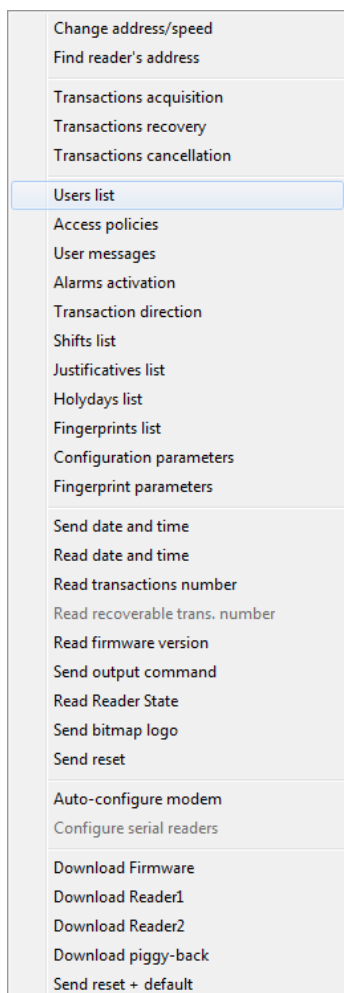 Change address/speed
Find reader's address
Transactions acquisition
Transactions recovery
Transactions cancellation
Users list
Access policies
User messages
Alarms activation
Transaction direction
Shifts list
Justificatives list
Holydays list
Fingerprints list
Configuration parameters
Fingerprint parameters
Send date and time
Read date and time
Read transactions number
Read recoverable trans. number
Read firmware version
Send output command
Read Reader State
Send bitmap logo
Send reset
Auto-configure modem
Configure serial readers
Download Firmware
Download Reader1
Download Reader2
Download piggy-back
Send reset + default